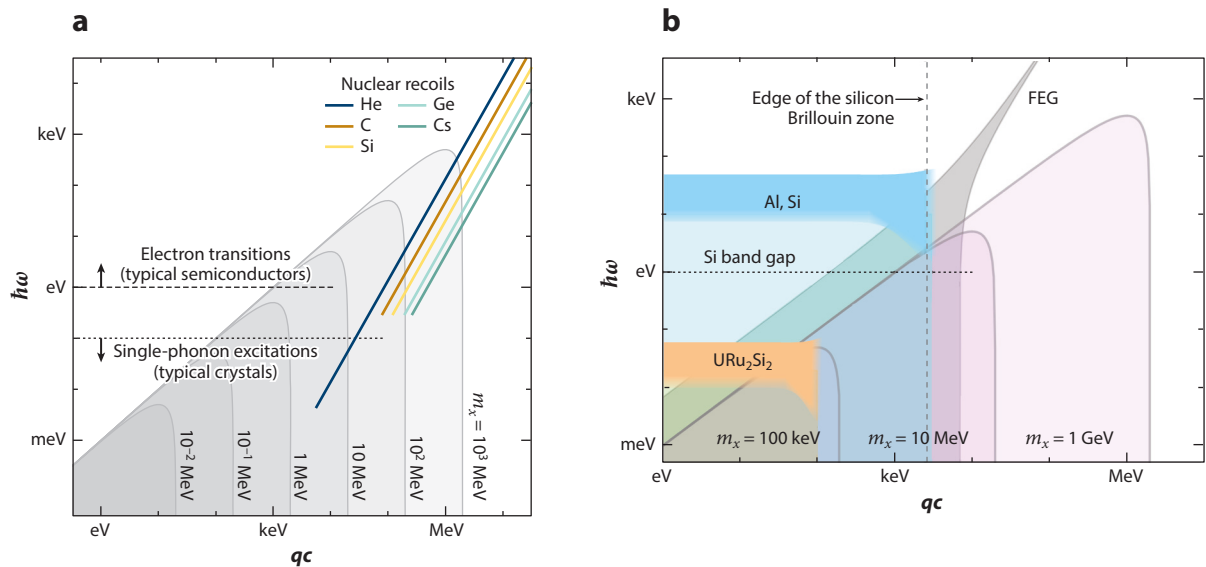 a
Nuclear recoils
He
Ge
C
Cs
Si
keV
eV
meV
ħω
Electron transitions
(typical semiconductors)
Single-phonon excitations
(typical crystals)
10⁻² MeV
10⁻¹ MeV
1 MeV
10 MeV
10² MeV
mₓ = 10³ MeV
eV
keV
MeV
qc
b
Edge of the silicon
Brillouin zone
FEG
keV
eV
meV
ħω
Al, Si
Si band gap
URu₂Si₂
mₓ = 100 keV
mₓ = 10 MeV
mₓ = 1 GeV
eV
keV
MeV
qc